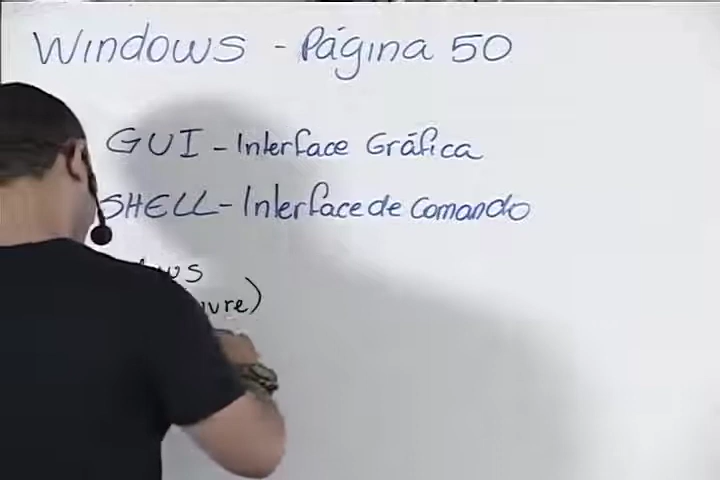 Windows - Página 50
GUI - Interface Gráfica
SHELL - Interface de Comando